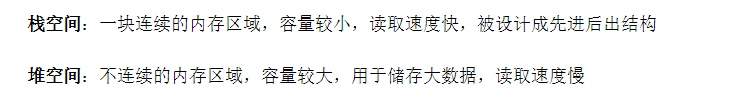 栈空间：一块连续的内存区域，容量较小，读取速度快，被设计成先进后出结构
堆空间：不连续的内存区域，容量较大，用于储存大数据，读取速度慢